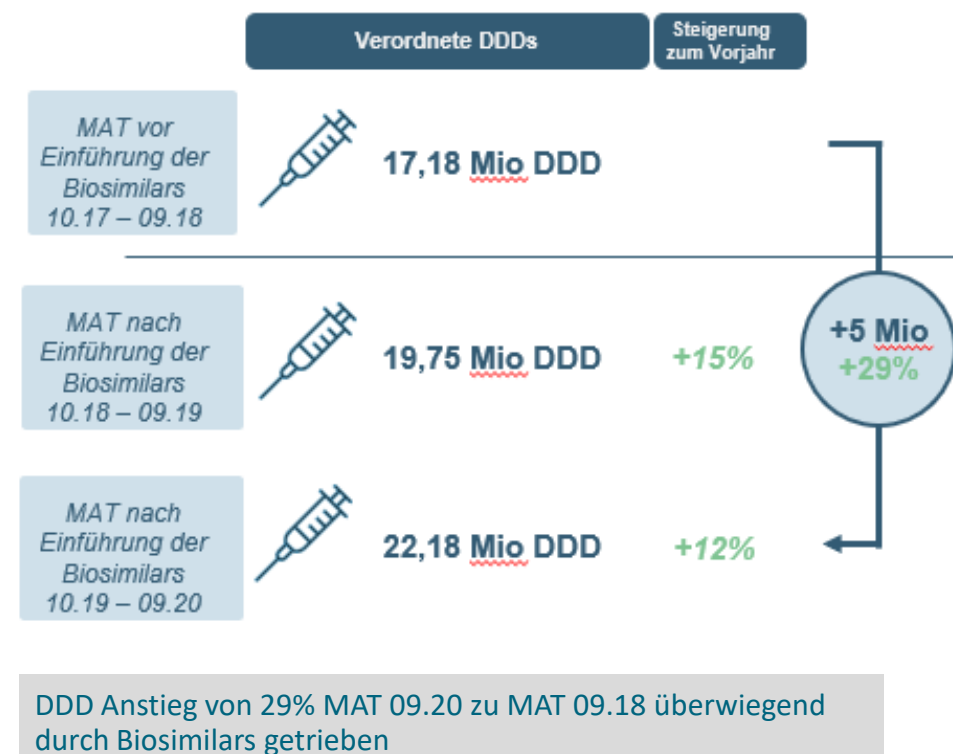 Verordnete DDDs
Steigerung
zum Vorjahr
MAT vor
Einführung der
Biosimilars
10.17 – 09.18
17,18 Mio DDD
MAT nach
Einführung der
Biosimilars
10.18 – 09.19
19,75 Mio DDD
+15%
+5 Mio
+29%
MAT nach
Einführung der
Biosimilars
10.19 – 09.20
22,18 Mio DDD
+12%
DDD Anstieg von 29% MAT 09.20 zu MAT 09.18 überwiegend
durch Biosimilars getrieben